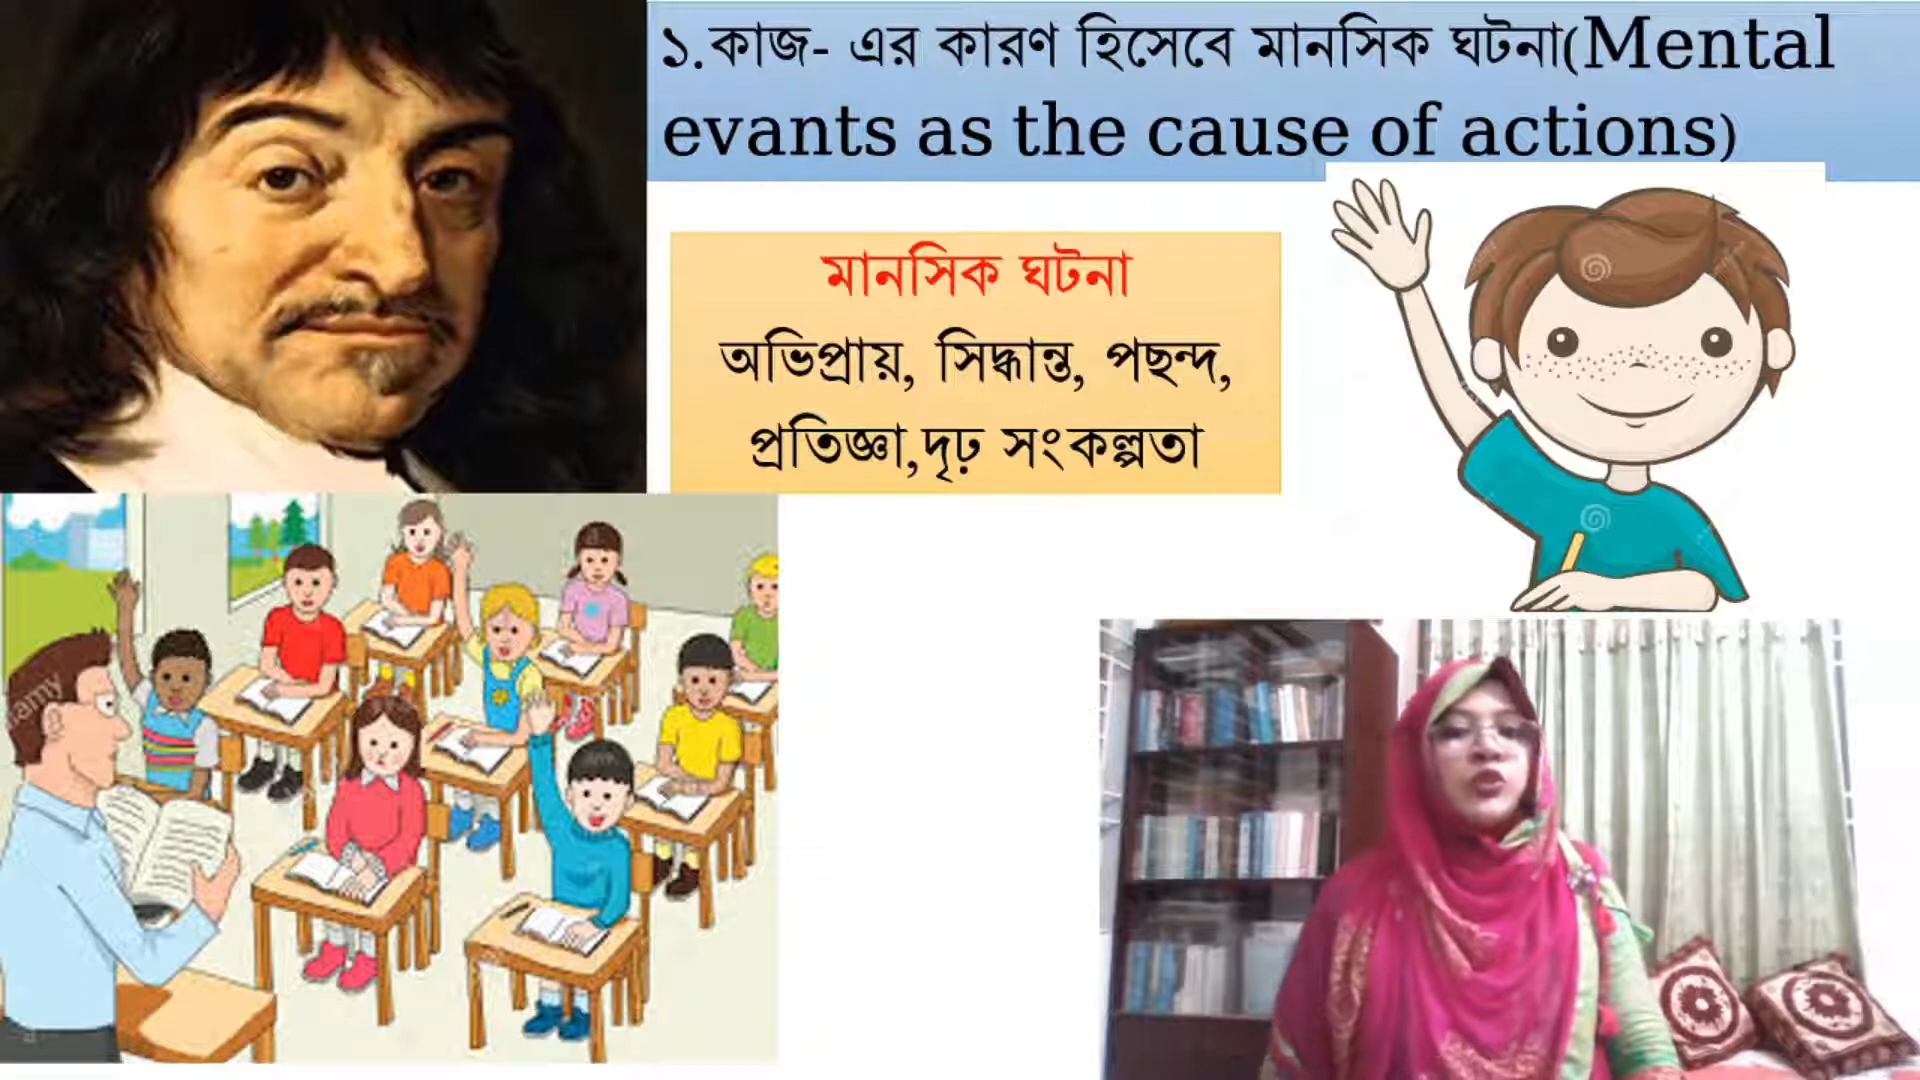 ১.কাজ- এর কারণ হিসেবে মানসিক ঘটনা(Mental
evants as the cause of actions)
মানসিক ঘটনা
অভিপ্রায়, সিদ্ধান্ত, পছন্দ,
প্রতিজ্ঞা,দৃঢ় সংকল্পতা